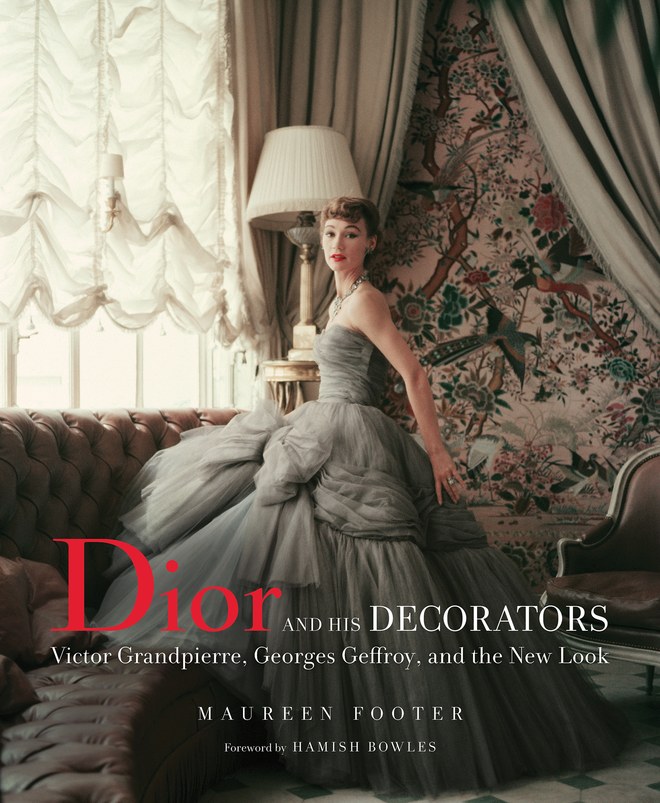 Dior AND HIS DECORATORS
Victor Grandpierre, Georges Geffroy, and the New Look
MAUREEN FOOTER
Foreword by HAMISH BOWLES